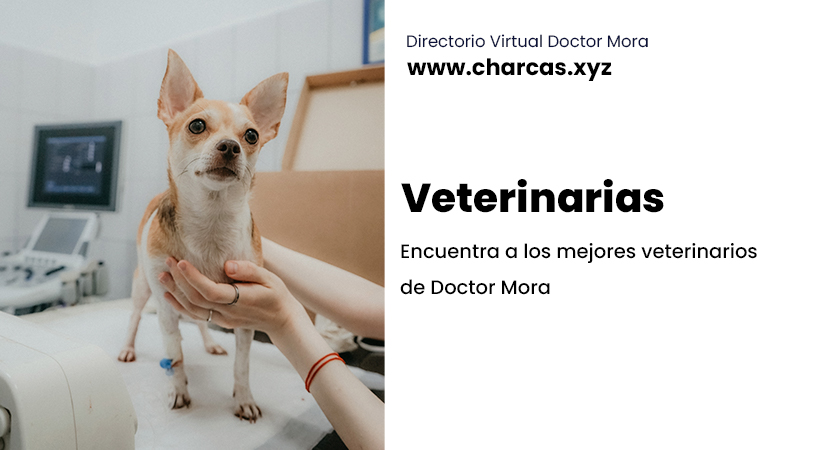 Directorio Virtual Doctor Mora
www.charcas.xyz
Veterinarias
Encuentra a los mejores veterinarios
de Doctor Mora